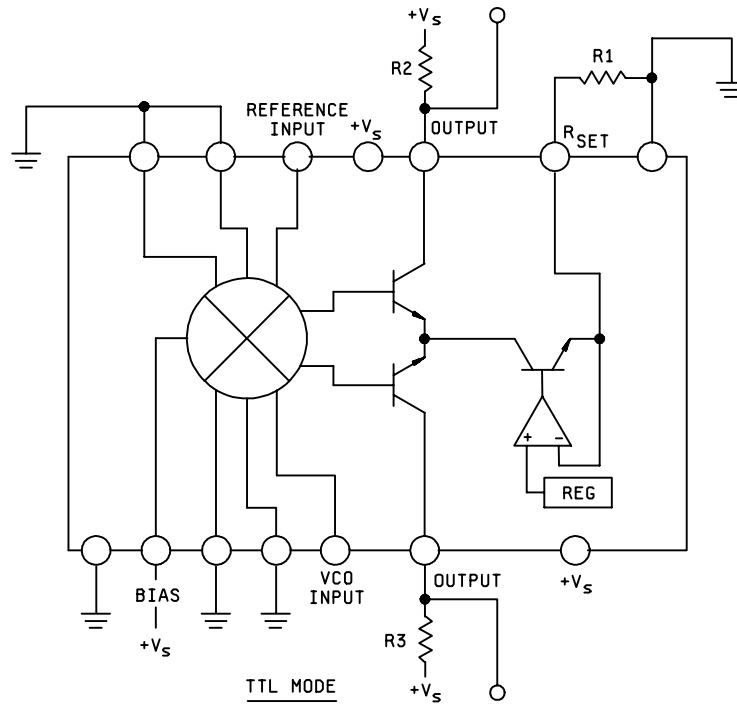 +VS
R2
R1
REFERENCE
INPUT
+VS
OUTPUT
RSET
+
−
REG
BIAS
+VS
VCO
INPUT
OUTPUT
+VS
R3
+VS
TTL MODE